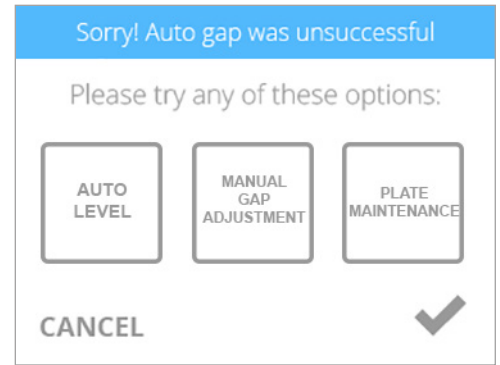 Sorry! Auto gap was unsuccessful
Please try any of these options:
AUTO
LEVEL
MANUAL
GAP
ADJUSTMENT
PLATE
MAINTENANCE
CANCEL